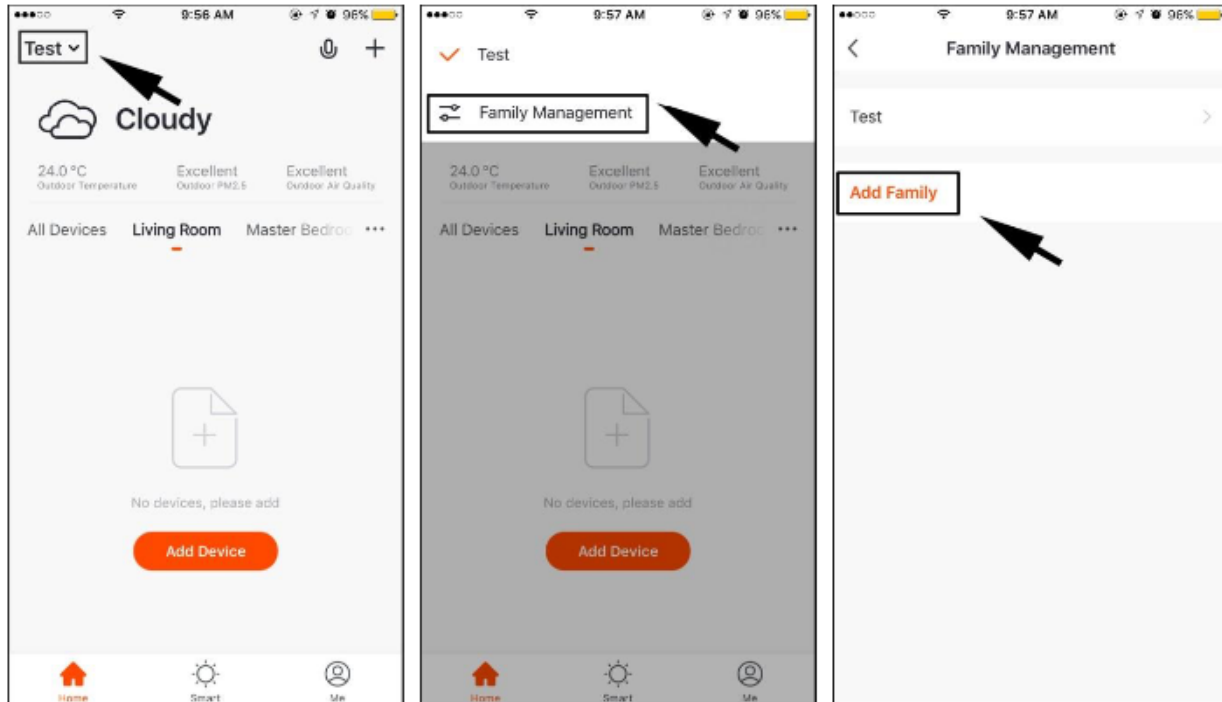 9:56 AM
96%
Test
Cloudy
24.0 °C
Excellent
Excellent
Outdoor Temperature
Outdoor PM2.5
Outdoor Air Quality
All Devices
Living Room
Master Bedroo
No devices, please add
Add Device
Home
Smart
Me
9:57 AM
96%
Test
Family Management
24.0 °C
Excellent
Excellent
Outdoor Temperature
Outdoor PM2.5
Outdoor Air Quality
All Devices
Living Room
Master Bedroo
No devices, please add
Add Device
Home
Smart
Me
9:57 AM
96%
Family Management
Test
Add Family